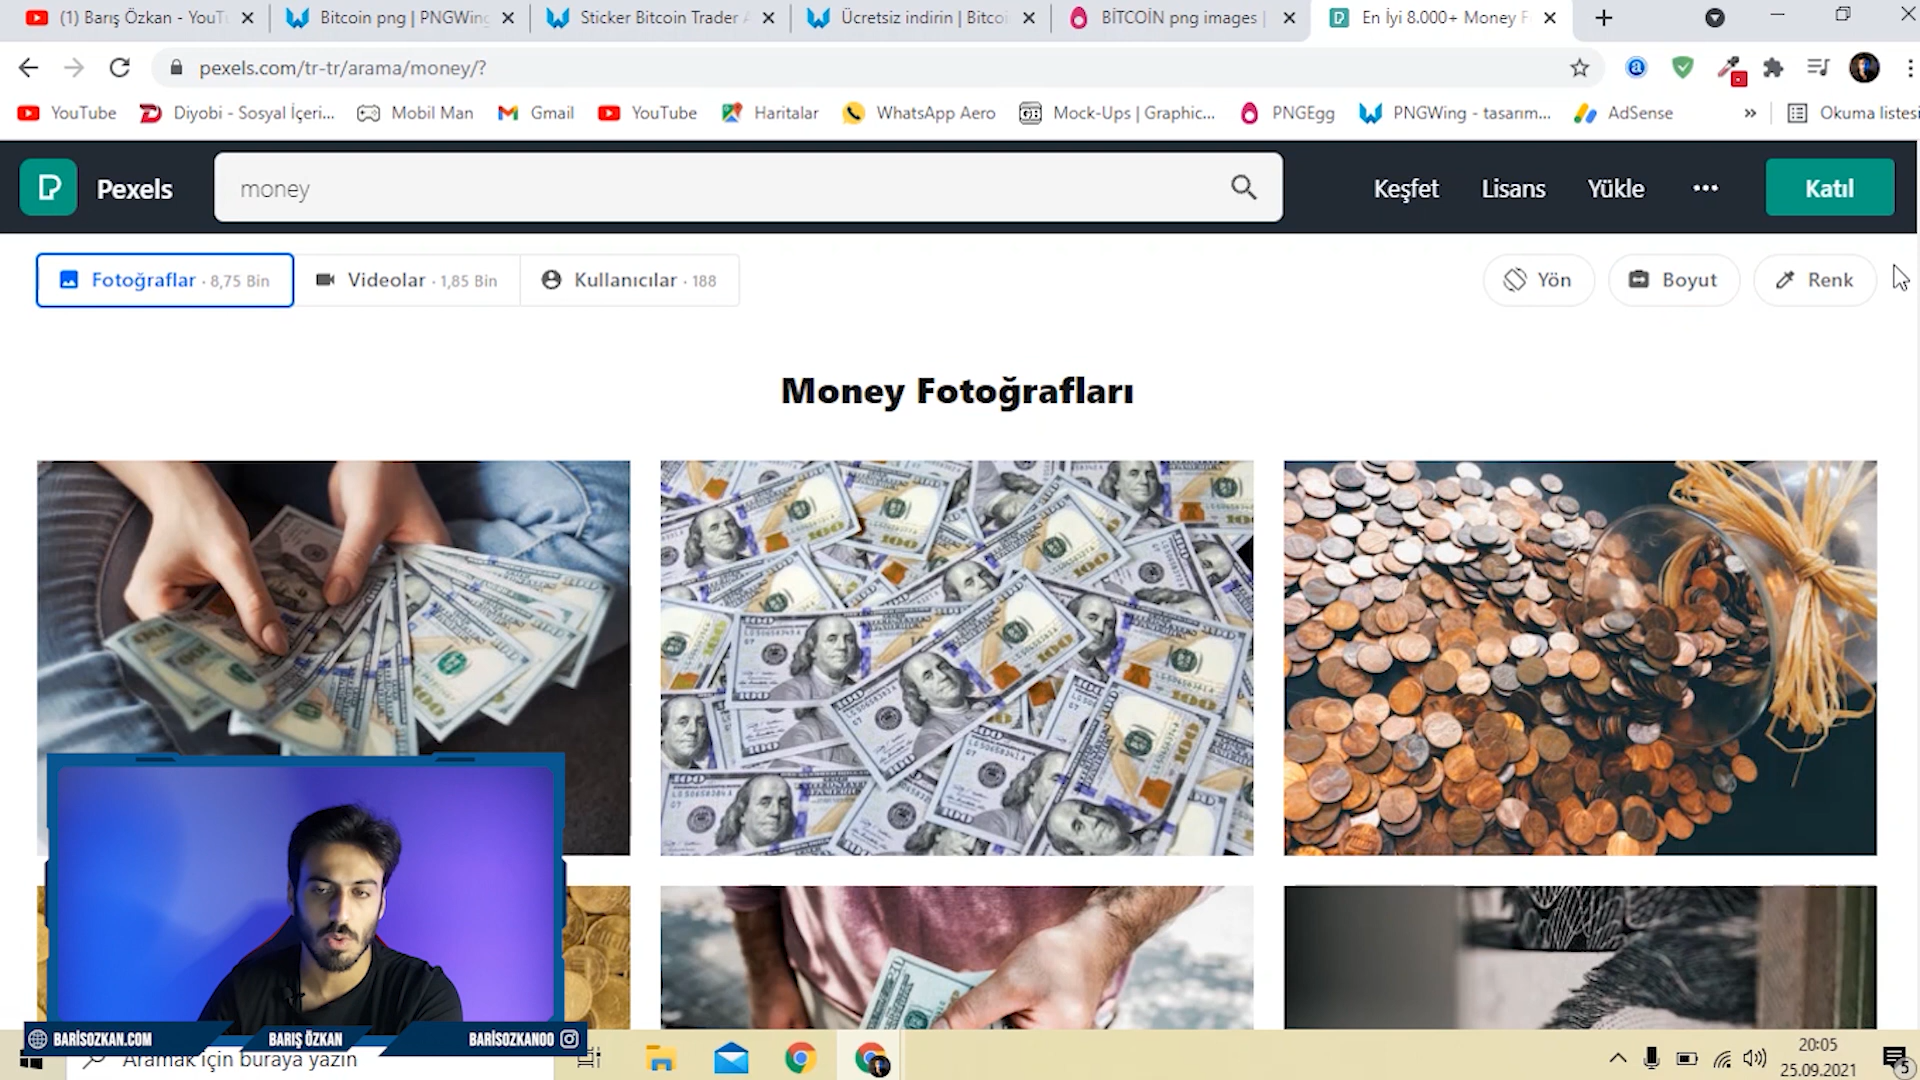 (1) Barış Özkan - YouT
Bitcoin png | PNGWing
Sticker Bitcoin Trader
Ücretsiz indirin | Bitcoi
BİTCOİN png images |
En İyi 8.000+ Money F
pexels.com/tr-tr/arama/money/?
YouTube
Diyobi - Sosyal İçeri...
Mobil Man
Gmail
YouTube
Haritalar
WhatsApp Aero
Mock-Ups | Graphic...
PNGEgg
PNGWing - tasarım...
AdSense
»
Okuma listesi
Pexels
money
Keşfet
Lisans
Yükle
Katıl
Fotoğraflar · 8,75 Bin
Videolar · 1,85 Bin
Kullanıcılar · 188
Yön
Boyut
Renk
Money Fotoğrafları
BARISOZKAN.COM
BARIŞ ÖZKAN
BARİSOZKANOO
Aramak için buraya yazın
20:05
25.09.2021
5